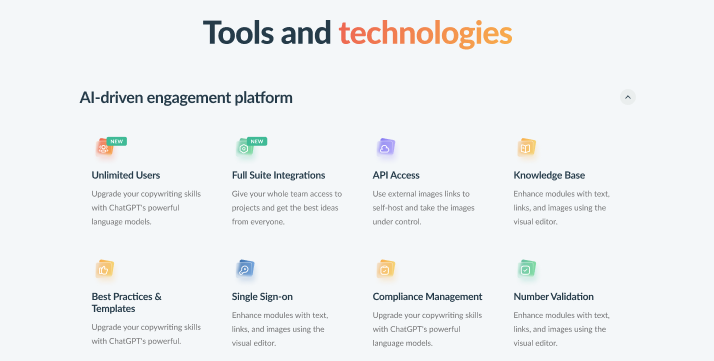 Tools and technologies
AI-driven engagement platform
NEW
Unlimited Users
Upgrade your copywriting skills
with ChatGPT's powerful
language models.
NEW
Full Suite Integrations
Give your whole team access to
projects and get the best ideas
from everyone.
API Access
Use external images links to
self-host and take the images
under control.
Knowledge Base
Enhance modules with text,
links, and images using the
visual editor.
Best Practices &
Templates
Upgrade your copywriting skills
with ChatGPT's powerful.
Single Sign-on
Enhance modules with text,
links, and images using the
visual editor.
Compliance Management
Upgrade your copywriting skills
with ChatGPT's powerful
language models.
Number Validation
Enhance modules with text,
links, and images using the
visual editor.